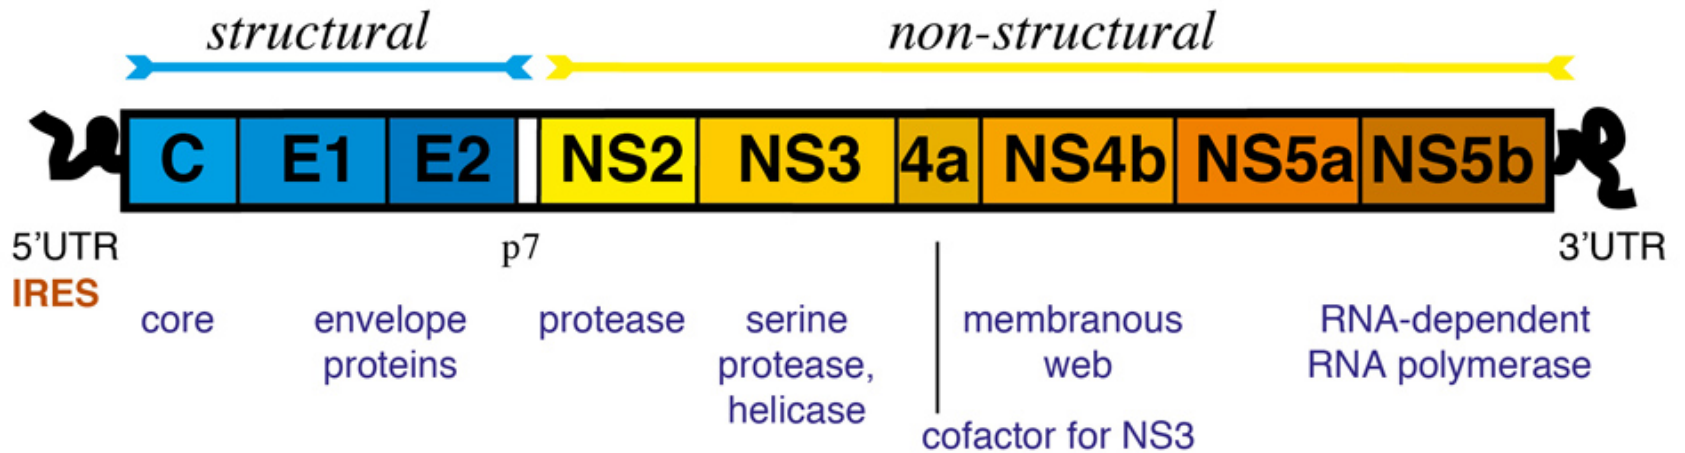 structural
non-structural
C E1 E2 NS2 NS3 4a NS4b NS5a NS5b
5’UTR
p7
3’UTR
IRES
core
envelope
proteins
protease
serine
protease,
helicase
membranous
web
cofactor for NS3
RNA-dependent
RNA polymerase